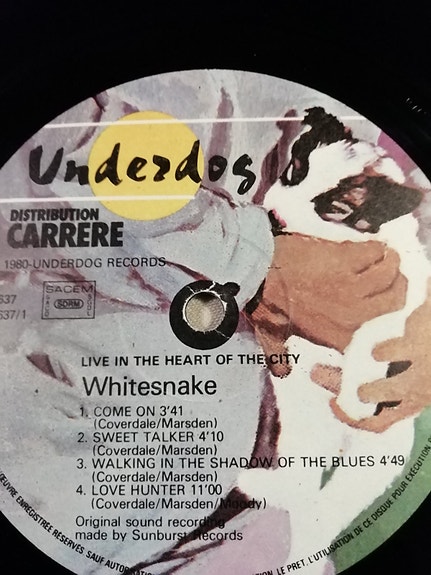 Underdog
DISTRIBUTION
CARRERE
1980-UNDERDOG RECORDS
637
637/1
SACEM
SDRM
LIVE IN THE HEART OF THE CITY
Whitesnake
1. COME ON 3'41
(Coverdale/Marsden)
2. SWEET TALKER 4'10
(Coverdale/Marsden)
3. WALKING IN THE SHADOW OF THE BLUES 4'49
(Coverdale/Marsden)
4. LOVE HUNTER 11'00
(Coverdale/Marsden/Moody)
Original sound recording
made by Sunburst Records
ŒUVRE ENREGISTREE RESERVES SAUF AUTORISATION
LE PRET, L'UTILISATION DE CE DISQUE POUR EXECUTION